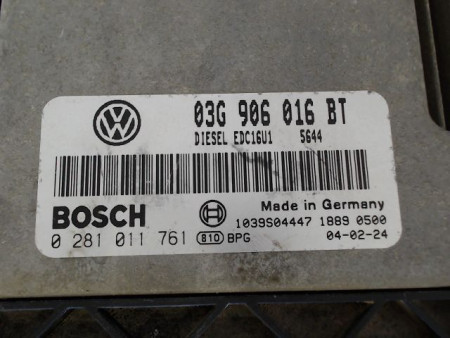 03G 906 016 BT
DIESEL EDC16U1 5644
BOSCH
Made in Germany
1039S04447 1889 0500
0 281 011 761 810 BPG 04-02-24